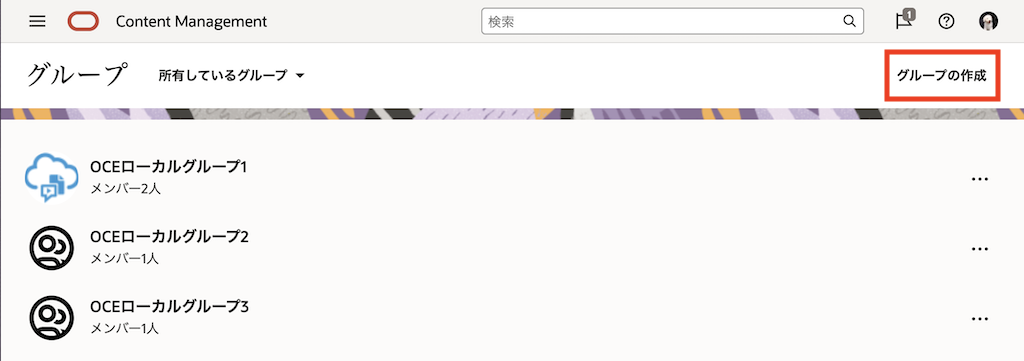 Content Management
検索
1
グループ
所有しているグループ
グループの作成
OCEローカルグループ1
メンバー2人
OCEローカルグループ2
メンバー1人
OCEローカルグループ3
メンバー1人